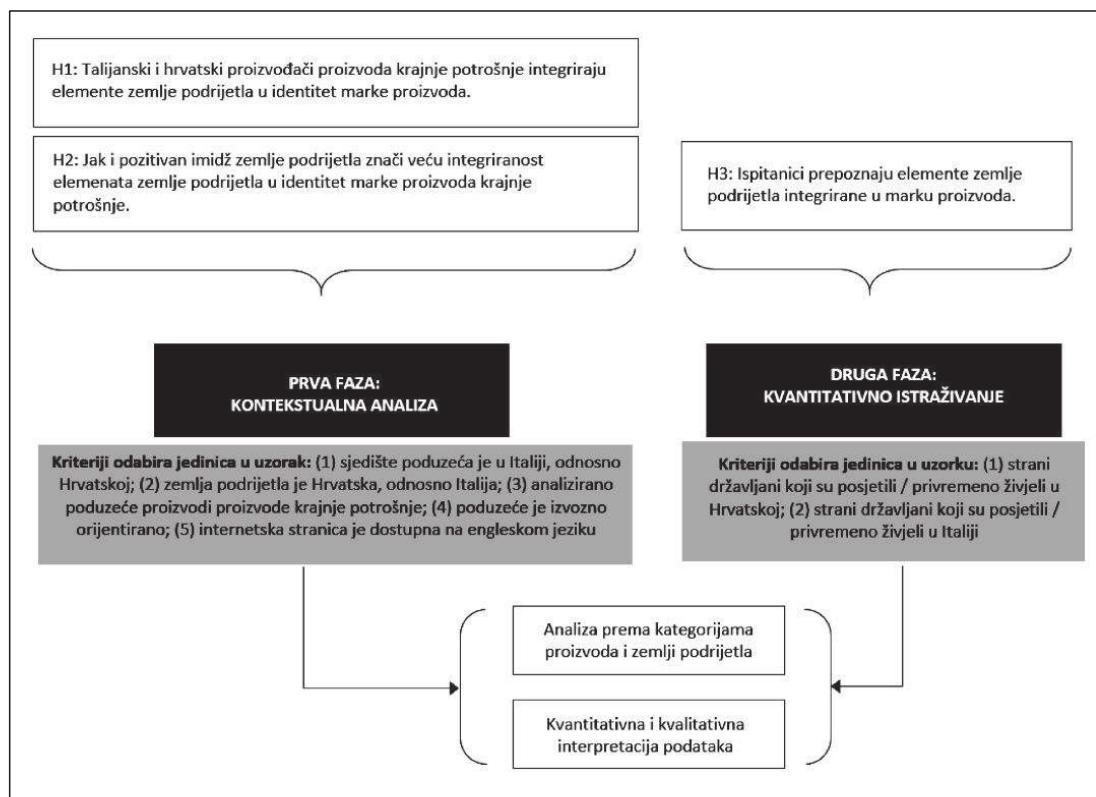 H1: Talijanski i hrvatski proizvođači proizvoda krajnje potrošnje integriraju
elemente zemlje podrijetla u identitet marke proizvoda.
H2: Jak i pozitivan imidž zemlje podrijetla znači veću integriranost
elemenata zemlje podrijetla u identitet marke proizvoda krajnje
potrošnje.
H3: Ispitanici prepoznaju elemente zemlje
podrijetla integrirane u marku proizvoda.
PRVA FAZA:
KONTEKSTUALNA ANALIZA
Kriteriji odabira jedinica u uzorak: (1) sjedište poduzeća je u Italiji, odnosno
Hrvatskoj; (2) zemlja podrijetla je Hrvatska, odnosno Italija; (3) analizirano
poduzeće proizvodi proizvode krajnje potrošnje; (4) poduzeće je izvozno
orijentirano; (5) internetska stranica je dostupna na engleskom jeziku
DRUGA FAZA:
KVANTITATIVNO ISTRAŽIVANJE
Kriteriji odabira jedinica u uzorku: (1) strani
državljani koji su posjetili / privremeno živjeli u
Hrvatskoj; (2) strani državljani koji su posjetili /
privremeno živjeli u Italiji
Analiza prema kategorijama
proizvoda i zemlji podrijetla
Kvantitativna i kvalitativna
interpretacija podataka